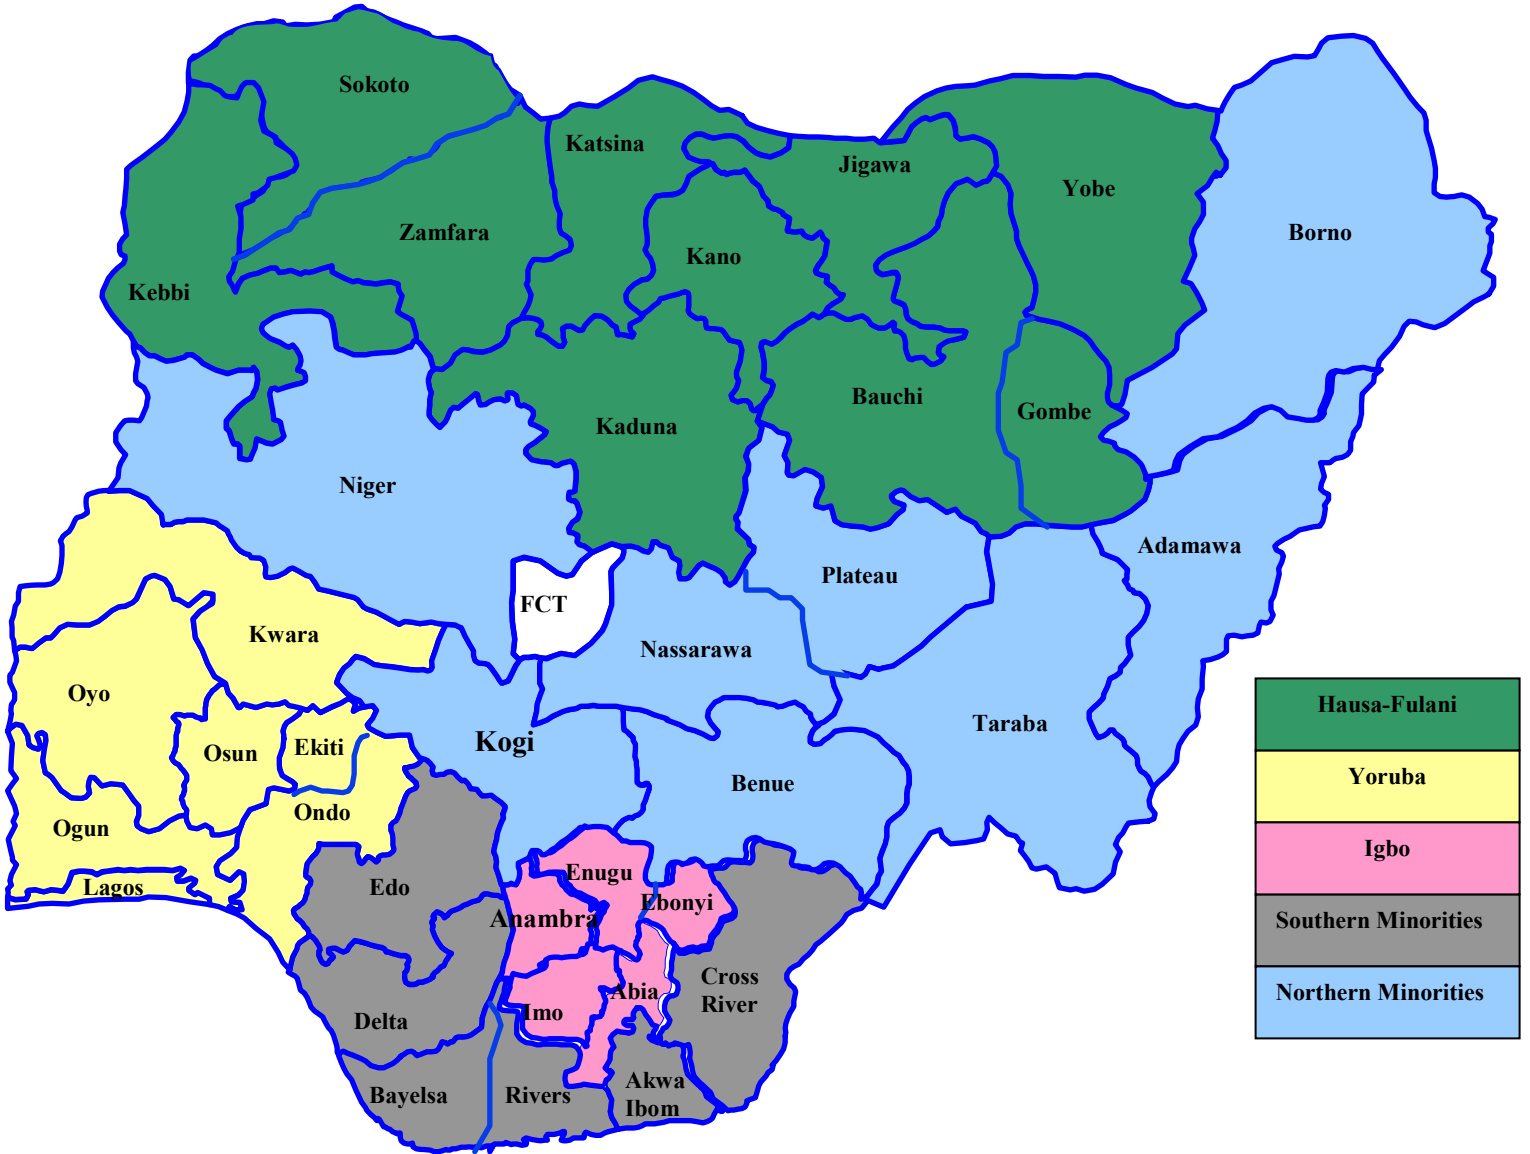 Sokoto
Katsina
Jigawa
Yobe
Zamfara
Kano
Borno
Kebbi
Bauchi
Gombe
Kaduna
Niger
Adamawa
Plateau
FCT
Kwara
Nassarawa
Oyo
Taraba
Osun
Ekiti
Kogi
Benue
Ogun
Ondo
Lagos
Edo
Enugu
Ebonyi
Anambra
Cross
River
Abia
Imo
Delta
Bayelsa
Rivers
Akwa
Ibom
Hausa-Fulani
Yoruba
Igbo
Southern Minorities
Northern Minorities